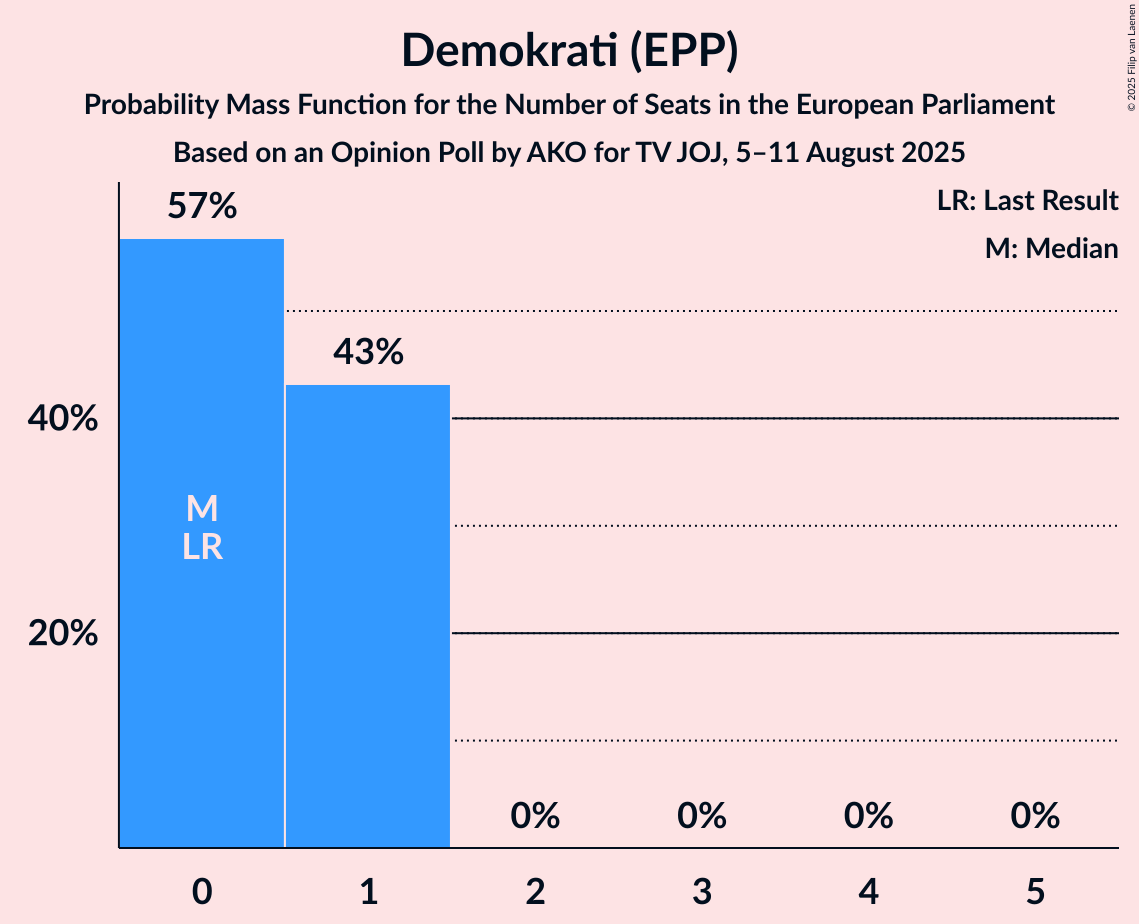 Demokrati (EPP)
Probability Mass Function for the Number of Seats in the European Parliament
Based on an Opinion Poll by AKO for TV JOJ, 5–11 August 2025
© 2025 Filip van Laenen
LR: Last Result
M: Median
57%
43%
40%
20%
M
LR
0%
0%
0%
0%
0
1
2
3
4
5